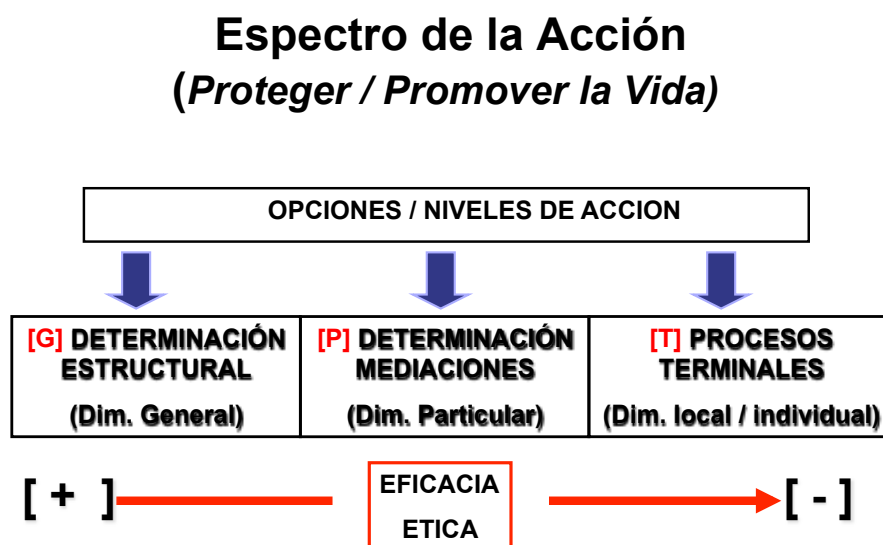 Espectro de la Acción
(Proteger / Promover la Vida)
OPCIONES / NIVELES DE ACCION
[G] DETERMINACIÓN
ESTRUCTURAL
(Dim. General)
[P] DETERMINACIÓN
MEDIACIONES
(Dim. Particular)
[T] PROCESOS
TERMINALES
(Dim. local / individual)
[ + ]
EFICACIA
ETICA
[ - ]